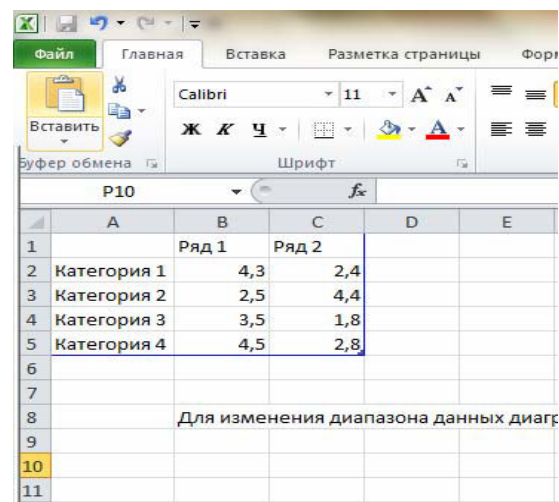 Файл Главная Вставка Разметка страницы
Calibri 11 А А
Вставить Ж К Ч А
Буфер обмена Шрифт
P10 fx
A B C D E
1 Ряд 1 Ряд 2
2 Категория 1 4,3 2,4
3 Категория 2 2,5 4,4
4 Категория 3 3,5 1,8
5 Категория 4 4,5 2,8
6
7
8 Для изменения диапазона данных
9
10
11